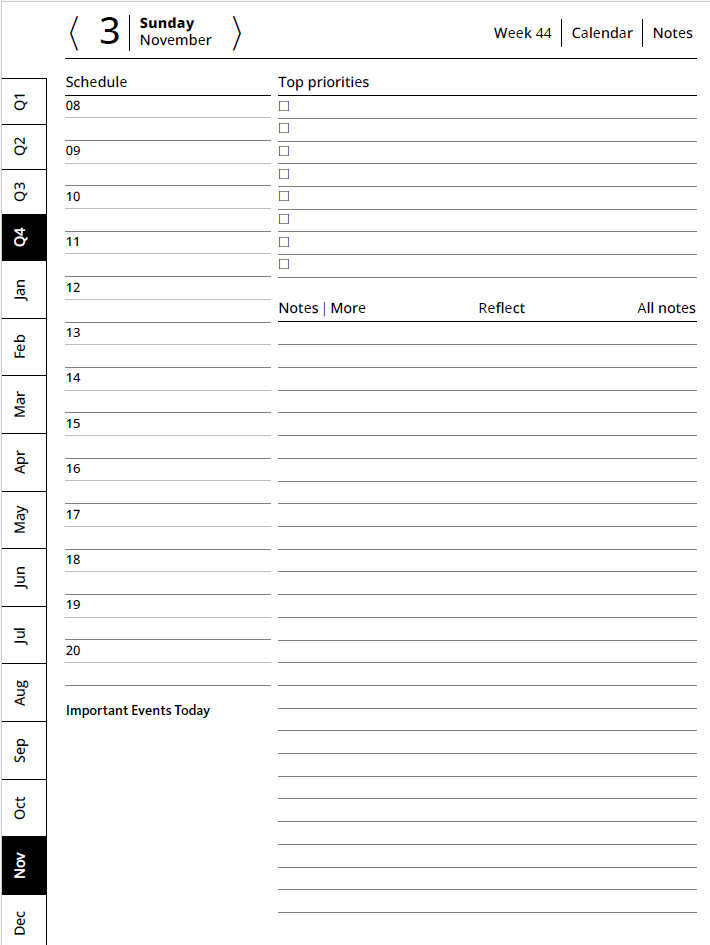 3 Sunday
November
Week 44 | Calendar | Notes
Q1
Q2
Q3
Q4
Jan
Feb
Mar
Apr
May
Jun
Jul
Aug
Sep
Oct
Nov
Dec
Schedule
08
09
10
11
12
13
14
15
16
17
18
19
20
Important Events Today
Top priorities
Notes | More Reflect All notes